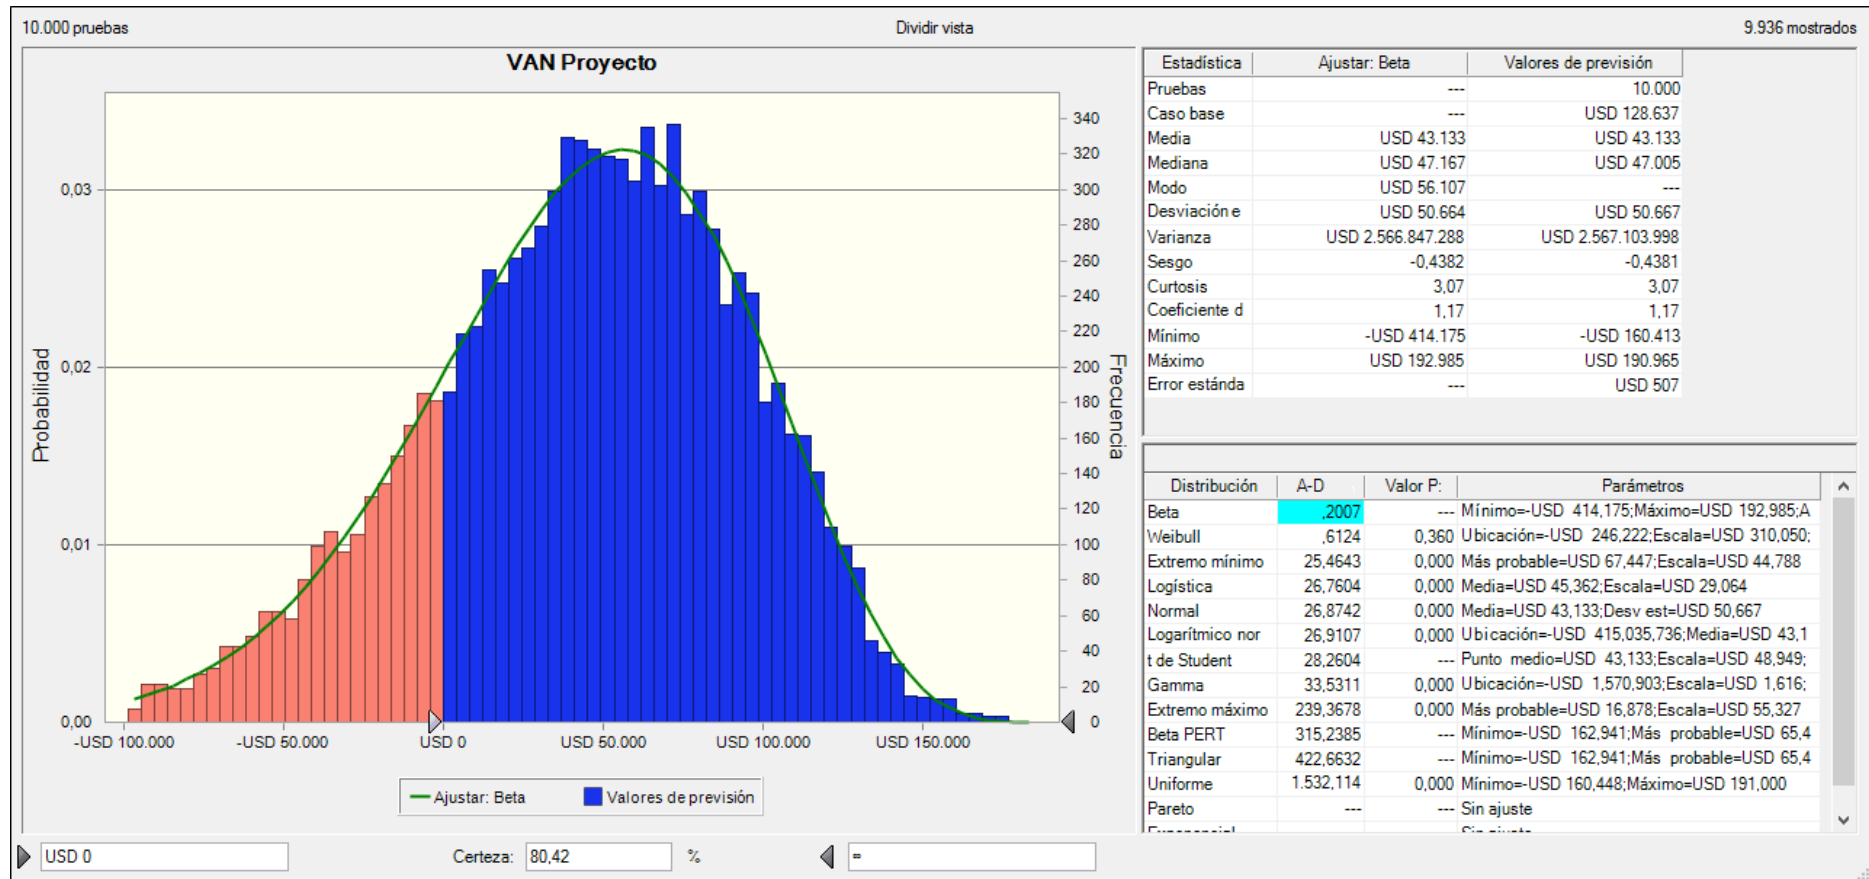 10.000 pruebas
Dividir vista
9.936 mostrados
VAN Proyecto
Probabilidad
0,03
0,02
0,01
0,00
340
320
300
280
260
240
220
200
180
160
140
120
100
80
60
40
20
0
Frecuencia
-USD 100.000
-USD 50.000
USD 0
USD 50.000
USD 100.000
USD 150.000
Ajustar: Beta
Valores de previsión
Estadística Ajustar: Beta Valores de previsión
Pruebas --- 10.000
Caso base --- USD 128.637
Media USD 43.133 USD 43.133
Mediana USD 47.167 USD 47.005
Modo USD 56.107 ---
Desviación e USD 50.664 USD 50.667
Varianza USD 2.566.847.288 USD 2.567.103.998
Sesgo -0,4382 -0,4381
Curtosis 3,07 3,07
Coeficiente d 1,17 1,17
Mínimo -USD 414.175 -USD 160.413
Máximo USD 192.985 USD 190.965
Error estánda --- USD 507
Distribución A-D Valor P: Parámetros
Beta ,2007 --- Mínimo=-USD 414,175;Máximo=USD 192,985;A
Weibull ,6124 0,360 Ubicación=-USD 246,222;Escala=USD 310,050;
Extremo mínimo 25,4643 0,000 Más probable=USD 67,447;Escala=USD 44,788
Logística 26,7604 0,000 Media=USD 45,362;Escala=USD 29,064
Normal 26,8742 0,000 Media=USD 43,133;Desv est=USD 50,667
Logarítmico nor 26,9107 0,000 Ubicación=-USD 415,035,736;Media=USD 43,1
t de Student 28,2604 --- Punto medio=USD 43,133;Escala=USD 48,949;
Gamma 33,5311 0,000 Ubicación=-USD 1,570,903;Escala=USD 1,616;
Extremo máximo 239,3678 0,000 Más probable=USD 16,878;Escala=USD 55,327
Beta PERT 315,2385 --- Mínimo=-USD 162,941;Más probable=USD 65,4
Triangular 422,6632 --- Mínimo=-USD 162,941;Más probable=USD 65,4
Uniforme 1.532,114 0,000 Mínimo=-USD 160,448;Máximo=USD 191,000
Pareto --- --- Sin ajuste
USD 0
Certeza: 80,42 %